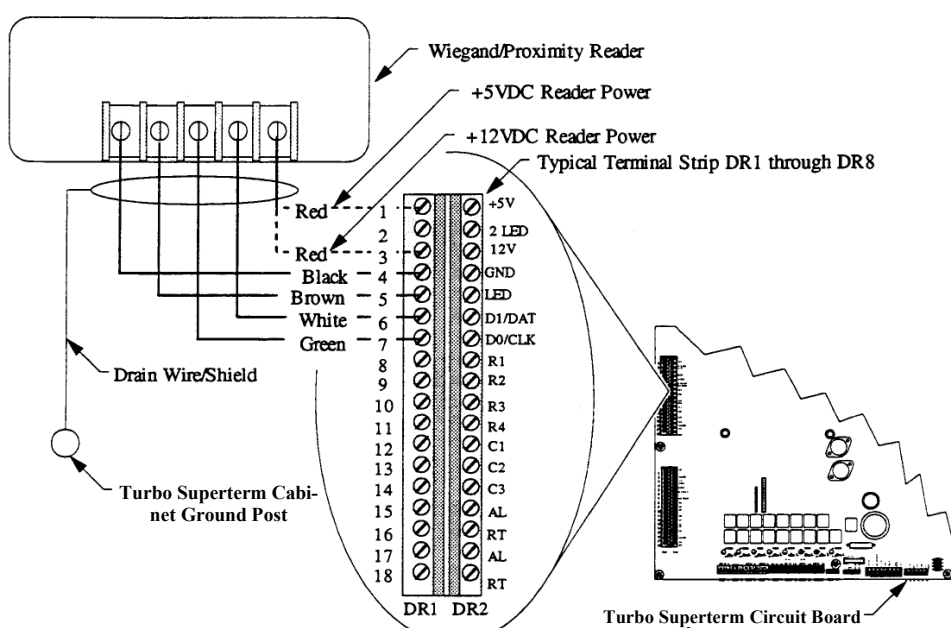 Wiegand/Proximity Reader
+5VDC Reader Power
+12VDC Reader Power
Typical Terminal Strip DR1 through DR8
Red 1 +5V
2 2 LED
Red 3 12V
Black 4 GND
Brown 5 LED
White 6 D1/DAT
Green 7 D0/CLK
8 R1
9 R2
10 R3
11 R4
12 C1
13 C2
14 C3
15 AL
16 RT
17 AL
18 RT
DR1 DR2
Drain Wire/Shield
Turbo Superterm Cabi-
net Ground Post
Turbo Superterm Circuit Board